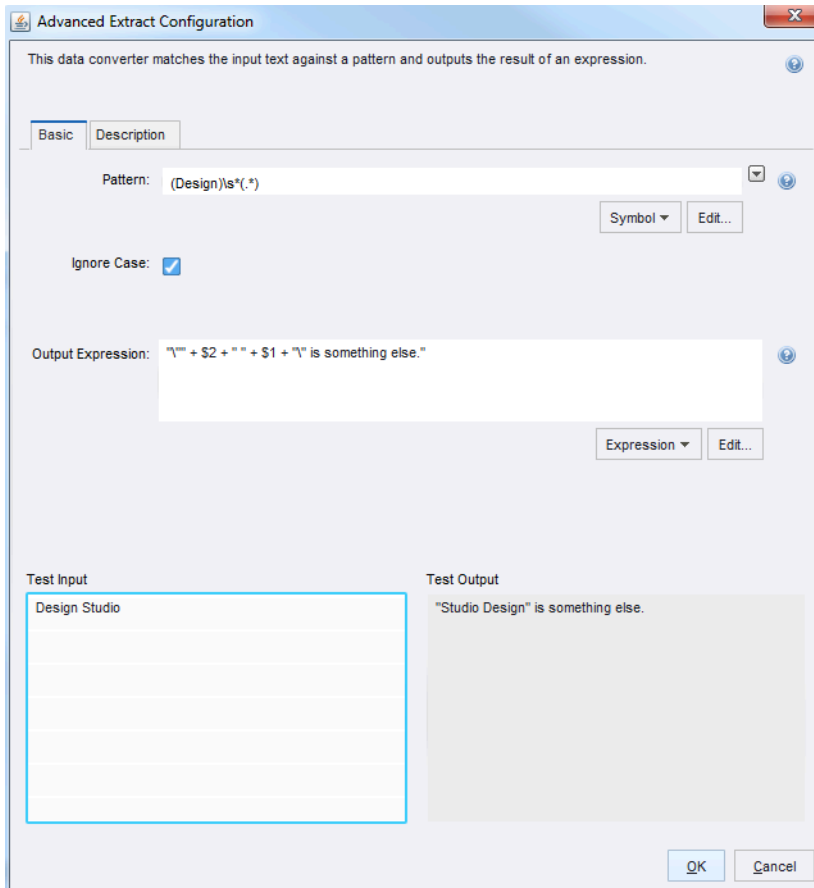 Advanced Extract Configuration
This data converter matches the input text against a pattern and outputs the result of an expression.
Basic Description
Pattern: (Design)\s*(.*)
Symbol Edit...
Ignore Case:
Output Expression: "\"" + $2 + " " + $1 + "\" is something else."
Expression Edit...
Test Input Test Output
Design Studio "Studio Design" is something else.
OK Cancel